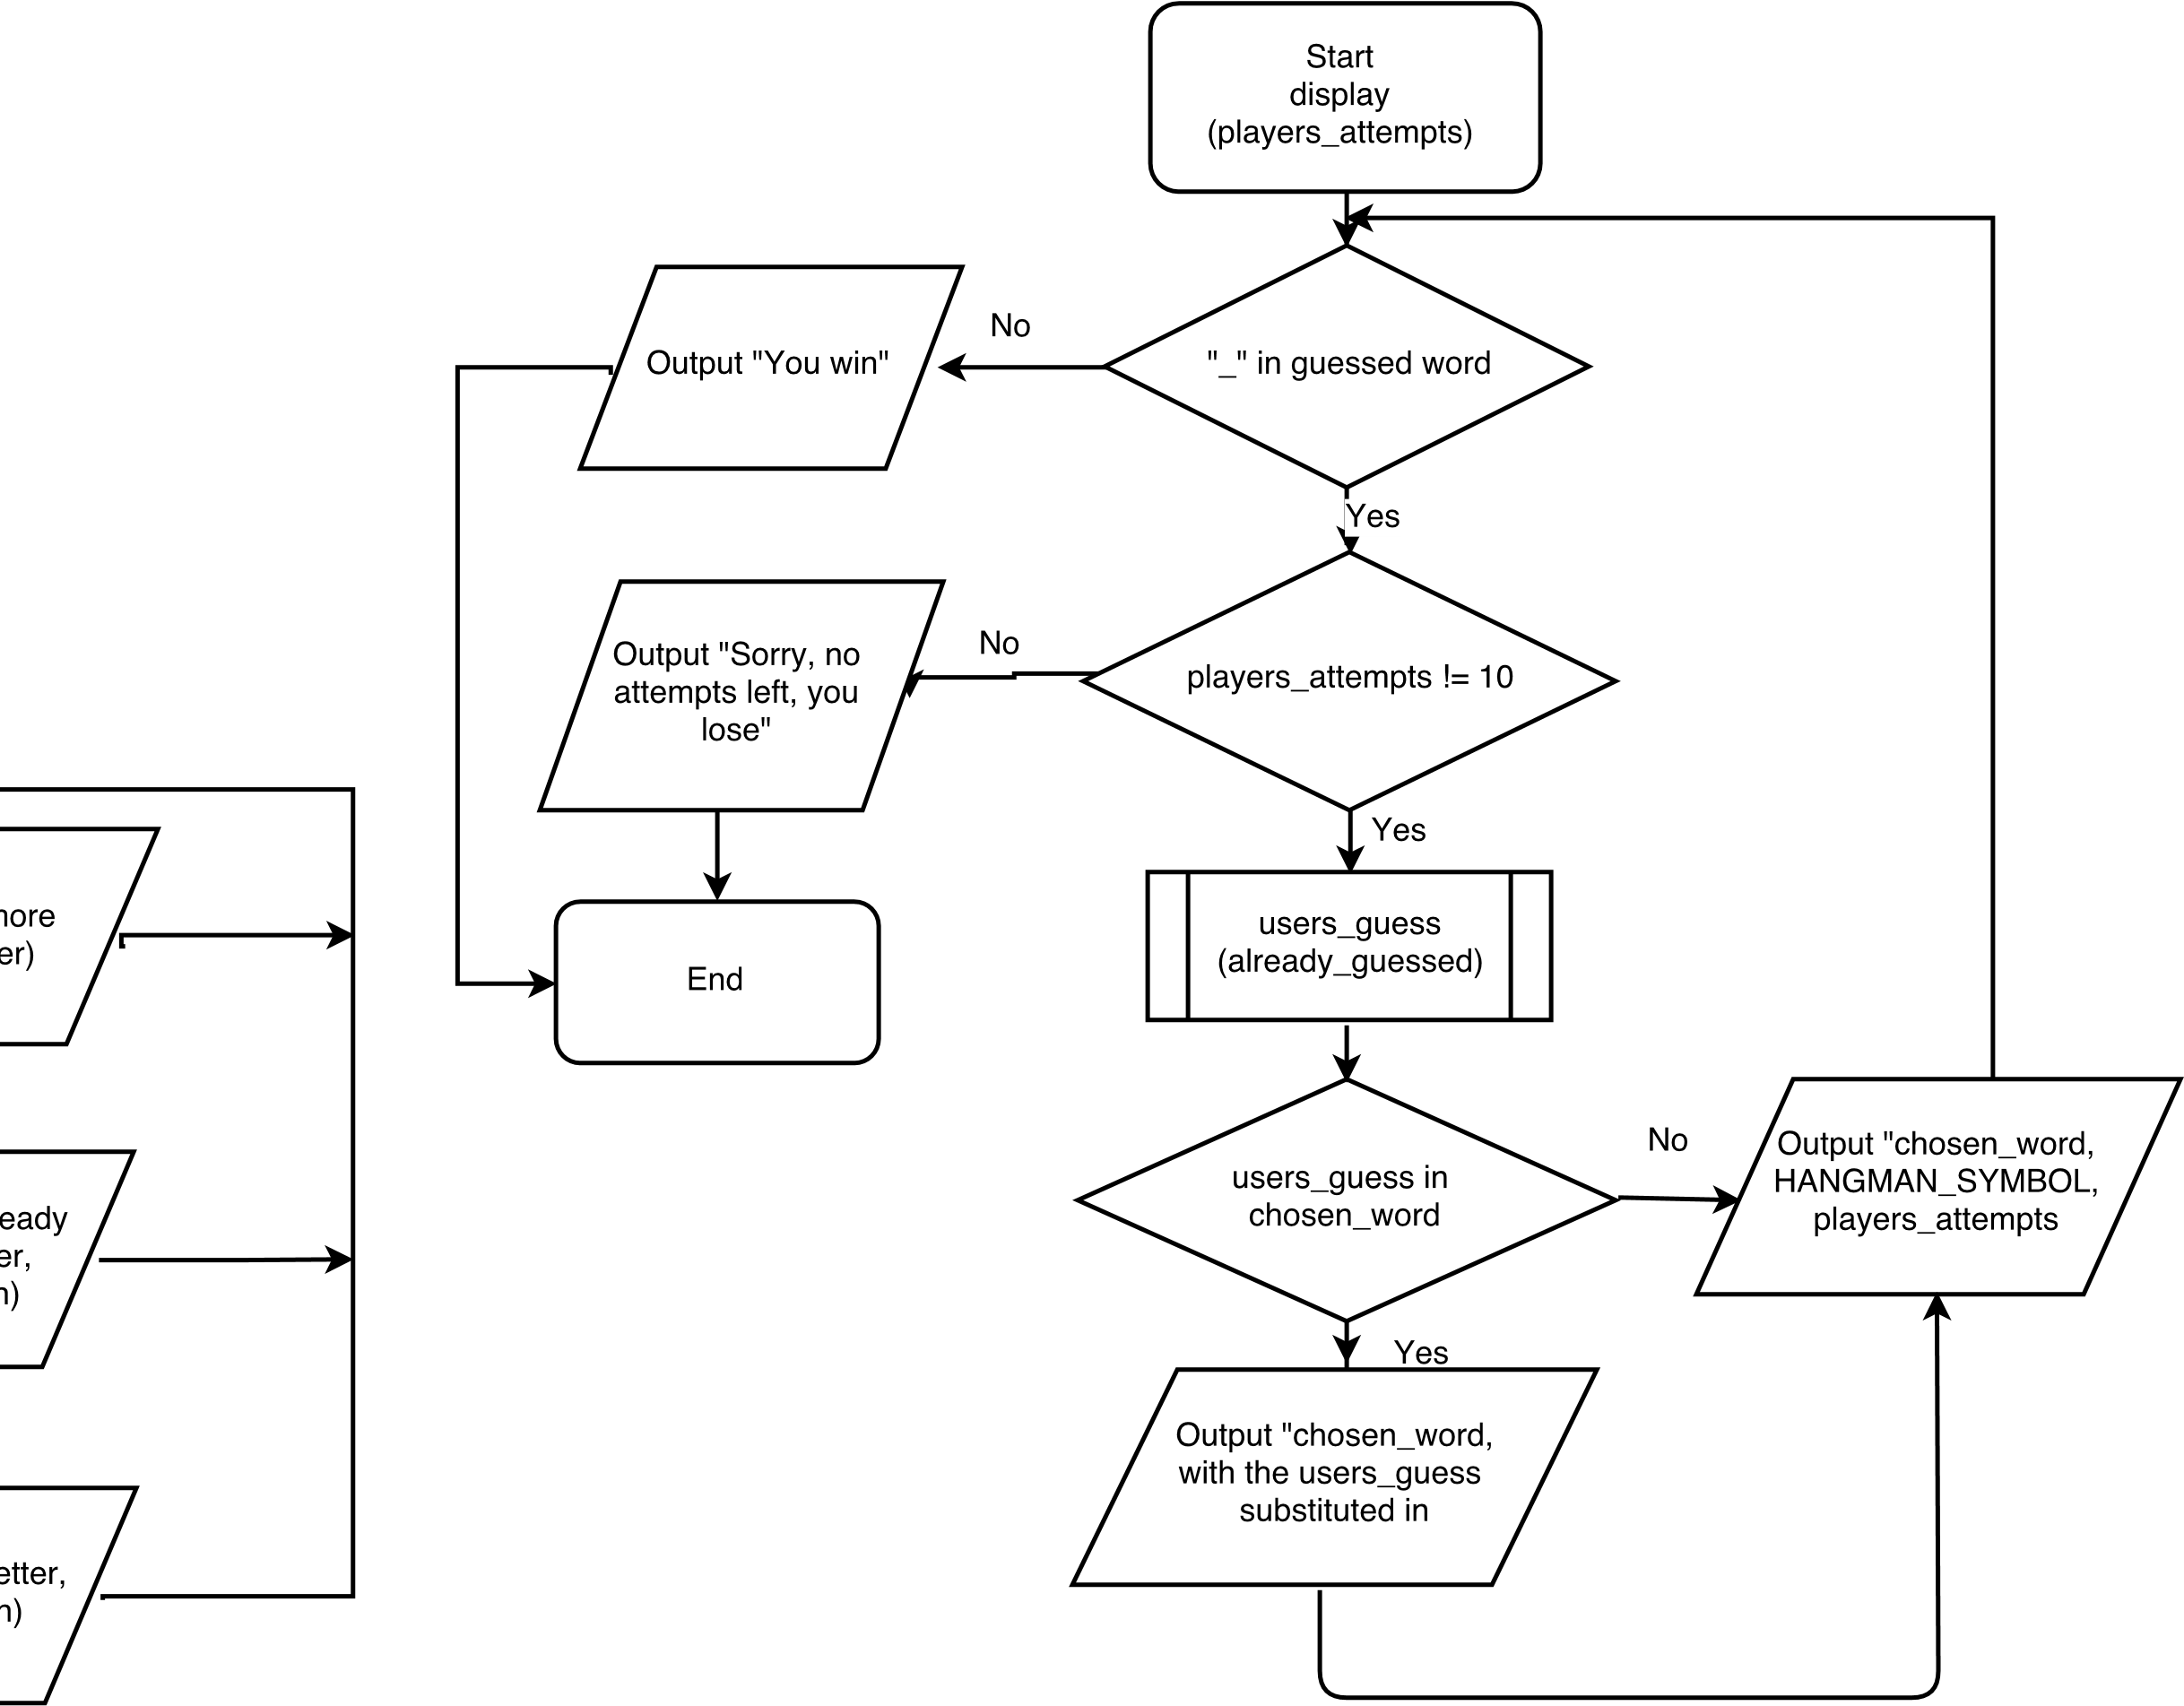 Start
display
(players_attempts)
No
Output "You win"
"_" in guessed word
Yes
No
Output "Sorry, no
attempts left, you
lose"
players_attempts != 10
Yes
users_guess
(already_guessed)
End
No
users_guess in
chosen_word
Output "chosen_word,
HANGMAN_SYMBOL,
players_attempts
Yes
Output "chosen_word,
with the users_guess
substituted in